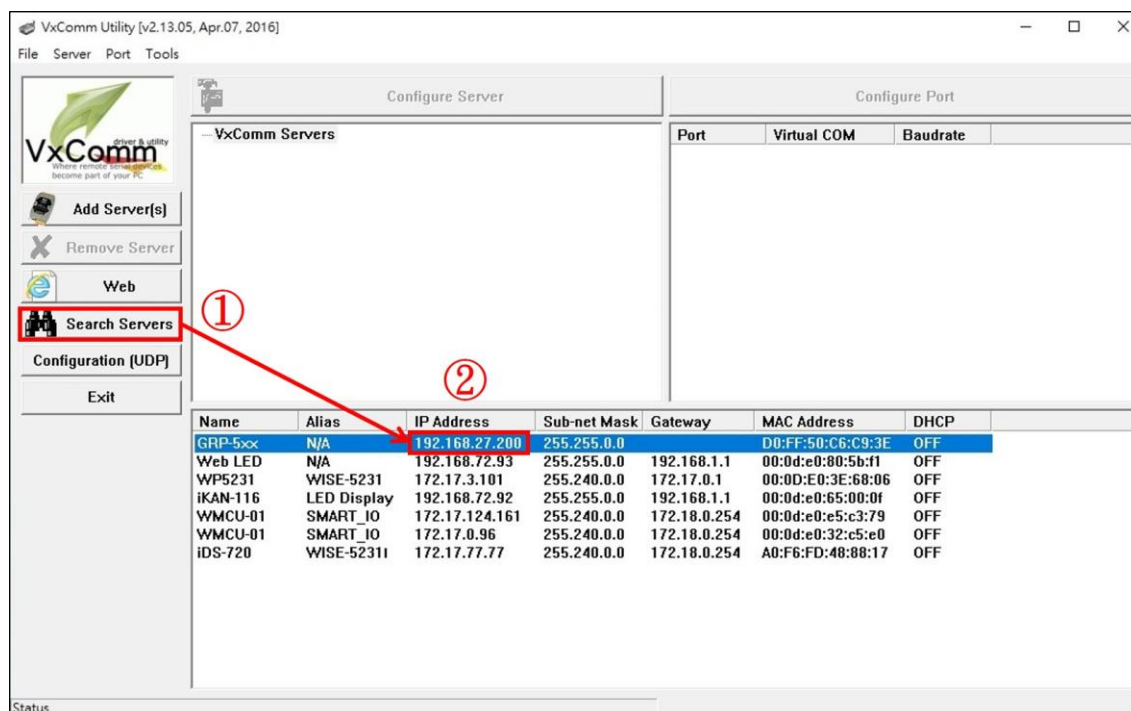 VxComm Utility [v2.13.05, Apr.07, 2016]
File Server Port Tools
driver & utility
VxComm
Where remote serial devices
become part of your PC
Configure Server
Configure Port
VxComm Servers
Port Virtual COM Baudrate
Add Server(s)
Remove Server
Web
Search Servers
①
Configuration (UDP)
Exit
②
Name Alias IP Address Sub-net Mask Gateway MAC Address DHCP
GRP-5xx N/A 192.168.27.200 255.255.0.0 D0:FF:50:C6:C9:3E OFF
Web LED N/A 192.168.72.93 255.255.0.0 192.168.1.1 00:0d:e0:80:5b:f1 OFF
WP5231 WISE-5231 172.17.3.101 255.240.0.0 172.17.0.1 00:0D:E0:3E:68:06 OFF
iKAN-116 LED Display 192.168.72.92 255.255.0.0 192.168.1.1 00:0d:e0:65:00:0f OFF
WMCU-01 SMART_IO 172.17.124.161 255.240.0.0 172.18.0.254 00:0d:e0:e5:c3:79 OFF
WMCU-01 SMART_IO 172.17.0.96 255.240.0.0 172.18.0.254 00:0d:e0:32:c5:e0 OFF
iDS-720 WISE-5231I 172.17.77.77 255.240.0.0 172.18.0.254 A0:F6:FD:48:88:17 OFF
Status